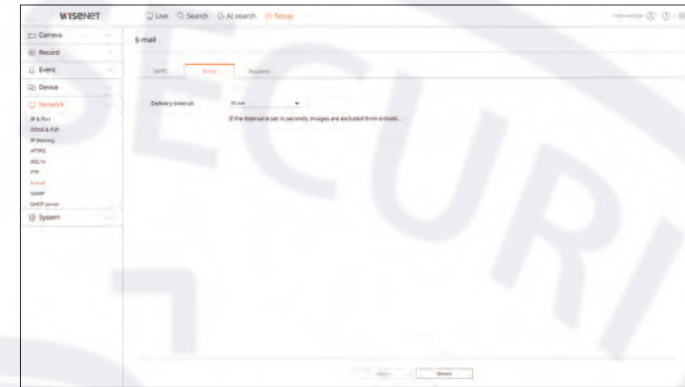 WISENET
Live Search AI search Setup
Camera
Record
Event
Device
Network
IP & Port
DDNS & P2P
IP filtering
HTTPS
802.1x
FTP
E-mail
SNMP
DHCP server
System
E-mail
SMTP Event Recipient
Delivery interval 10 min
If the interval is set in seconds, images are excluded from e-mails.
SECURI